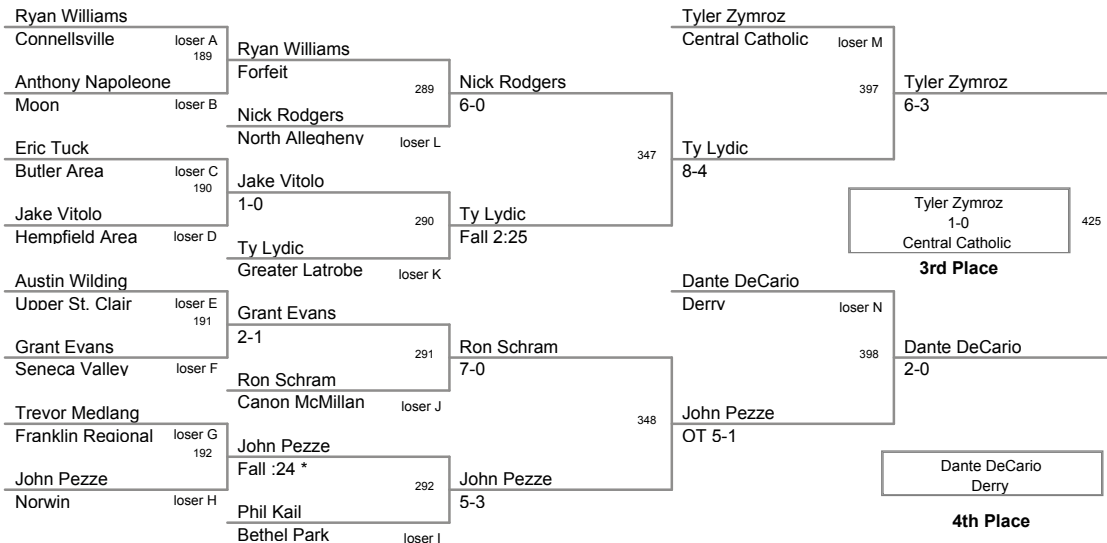 Ryan Williams
Connellsville
loser A
189
Anthony Napoleone
Moon
loser B
Eric Tuck
Butler Area
loser C
190
Jake Vitolo
Hempfield Area
loser D
Austin Wilding
Upper St. Clair
loser E
191
Grant Evans
Seneca Valley
loser F
Trevor Medlang
Franklin Regional
loser G
192
John Pezze
Norwin
loser H
Ryan Williams
Forfeit
289
Nick Rodgers
North Allegheny
loser L
Jake Vitolo
1-0
290
Ty Lydic
Greater Latrobe
loser K
Grant Evans
2-1
291
Ron Schram
Canon McMillan
loser J
John Pezze
Fall :24 *
292
Phil Kail
Bethel Park
loser I
Nick Rodgers
6-0
347
Ty Lydic
Fall 2:25
Ron Schram
7-0
348
John Pezze
5-3
Tyler Zymroz
Central Catholic
loser M
397
Ty Lydic
8-4
Dante DeCario
Derry
loser N
398
John Pezze
OT 5-1
Tyler Zymroz
6-3
Tyler Zymroz
1-0
Central Catholic
425
3rd Place
Dante DeCario
2-0
Dante DeCario
Derry
4th Place